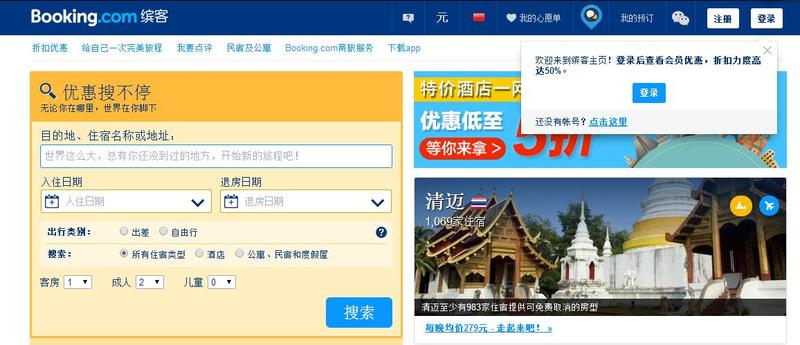 Booking.com 缤客
元
我的心愿单
我的预订
注册
登录
折扣优惠
给自己一次完美旅程
我要点评
民宿及公寓
Booking.com商旅服务
下载app
欢迎来到缤客主页！登录后查看会员优惠，折扣力度高
达50%。
登录
还没有帐号？点击这里
优惠搜不停
无论你在哪里，世界在你脚下
目的地、住宿名称或地址：
世界这么大，总有你还没到过的地方，开始新的旅程吧！
入住日期
退房日期
入住日期
退房日期
出行类别：
出差
自由行
?
搜索：
所有住宿类型
酒店
公寓、民宿和度假屋
客房 1
成人 2
儿童 0
搜索
特价酒店一网
优惠低至
5折
等你来拿 >
清迈
1,069家住宿
清迈至少有983家住宿提供可免费取消的房型
每晚均价279元 - 走起来吧！ »